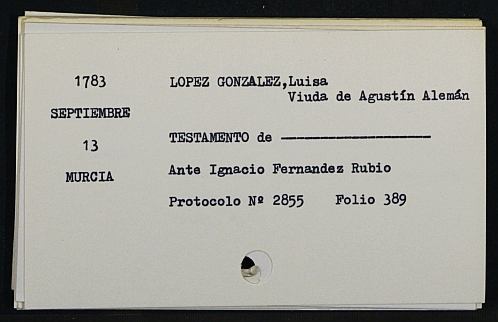 1783
SEPTIEMBRE
13
MURCIA
LOPEZ GONZALEZ,Luisa
Viuda de Agustín Alemán
TESTAMENTO de ——————————
Ante Ignacio Fernandez Rubio
Protocolo Nº 2855 Folio 389